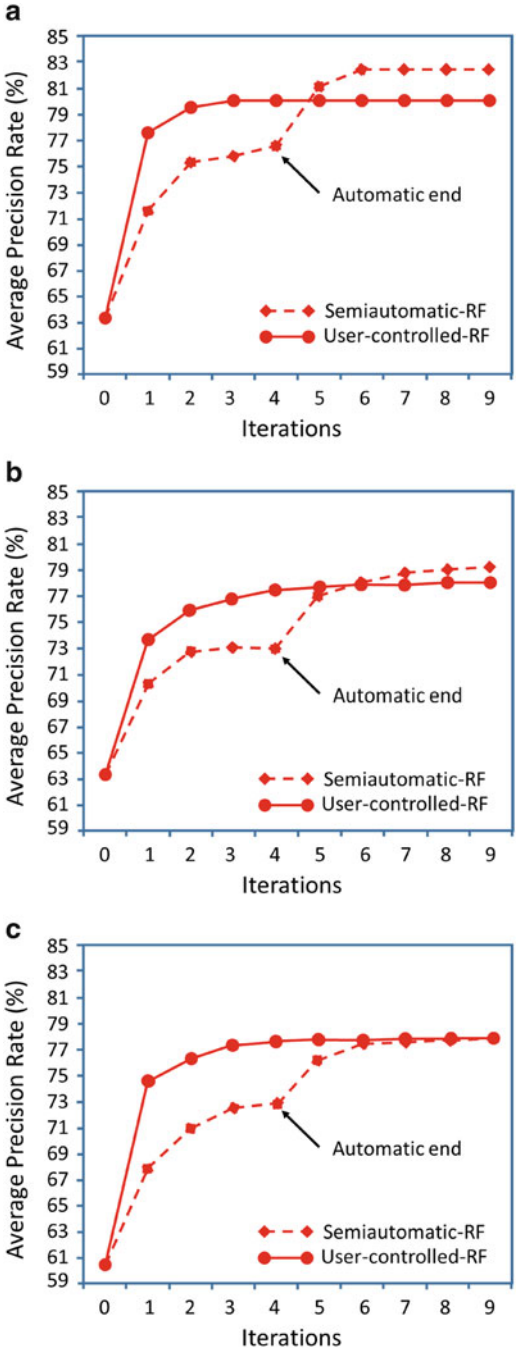 a
Average Precision Rate (%)
85
83
81
79
77
75
73
71
69
67
65
63
61
59
Automatic end
Semiautomatic-RF
User-controlled-RF
0 1 2 3 4 5 6 7 8 9
Iterations
b
Average Precision Rate (%)
85
83
81
79
77
75
73
71
69
67
65
63
61
59
Automatic end
Semiautomatic-RF
User-controlled-RF
0 1 2 3 4 5 6 7 8 9
Iterations
c
Average Precision Rate (%)
85
83
81
79
77
75
73
71
69
67
65
63
61
59
Automatic end
Semiautomatic-RF
User-controlled-RF
0 1 2 3 4 5 6 7 8 9
Iterations